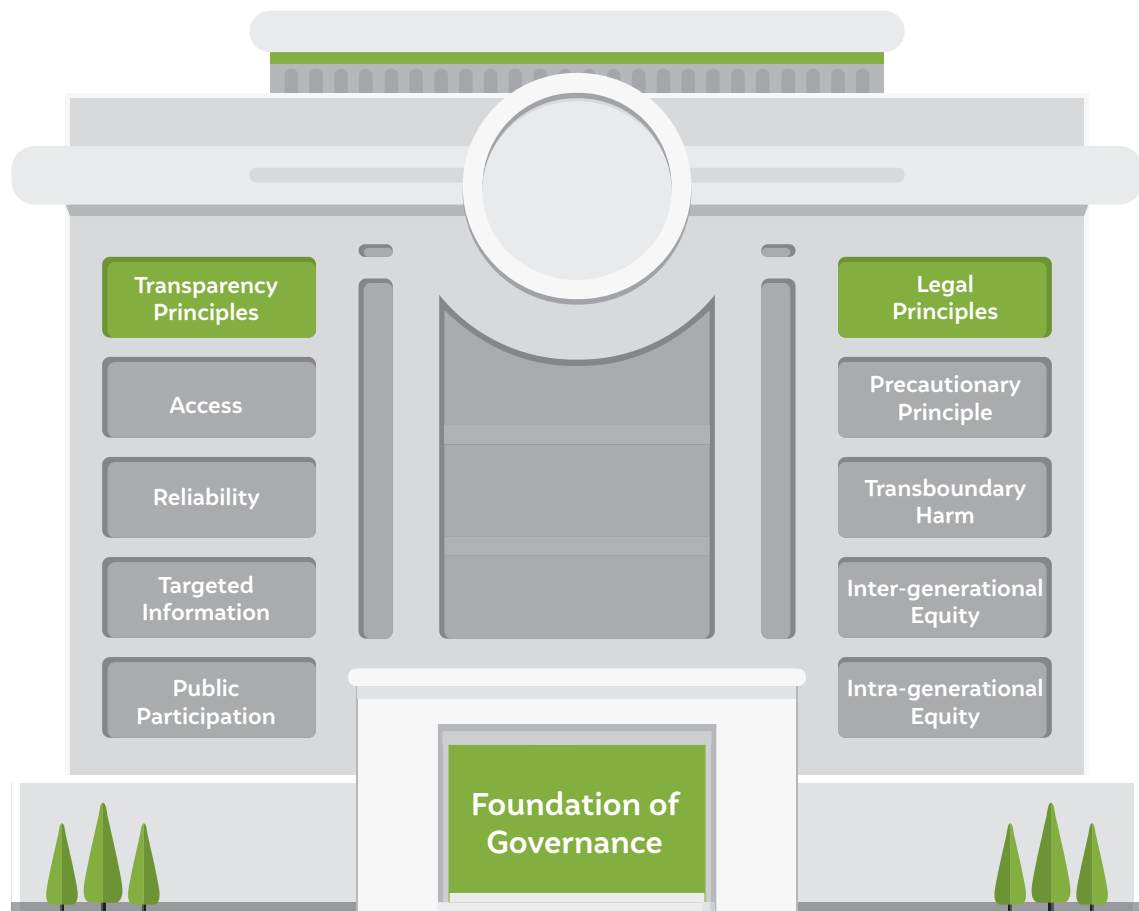 Transparency
Principles
Access
Reliability
Targeted
Information
Public
Participation
Legal
Principles
Precautionary
Principle
Transboundary
Harm
Inter-generational
Equity
Intra-generational
Equity
Foundation of
Governance